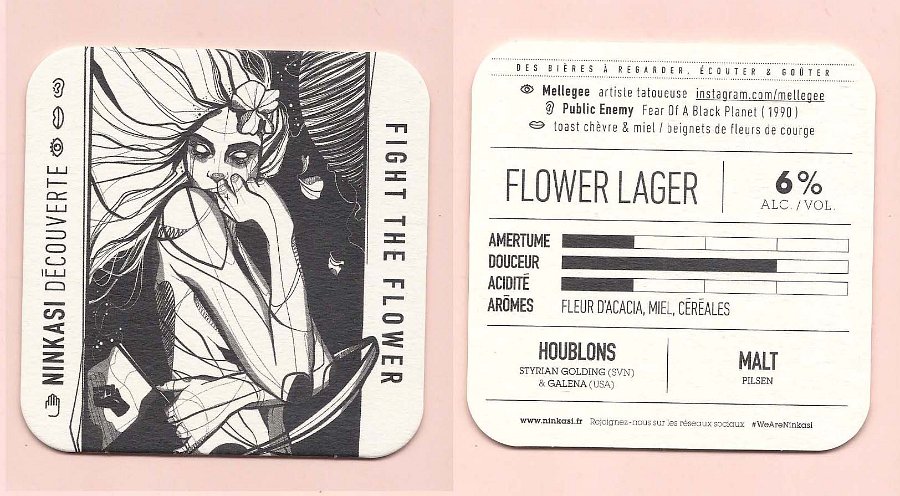 NINKASI DÉCOUVERTE
FIGHT THE FLOWER
DES BIÈRES À REGARDER, ÉCOUTER & GOÛTER
Mellegee artiste tatoueuse instagram.com/mellegee
Public Enemy Fear Of A Black Planet (1990)
toast chèvre & miel / beignets de fleurs de courge
FLOWER LAGER
6%
ALC. / VOL.
AMERTUME
DOUCEUR
ACIDITÉ
ARÔMES FLEUR D'ACACIA, MIEL, CÉRÉALES
HOUBLONS
STYRIAN GOLDING (SVN)
& GALENA (USA)
MALT
PILSEN
www.ninkasi.fr Rejoignez-nous sur les réseaux sociaux #WeAreNinkasi